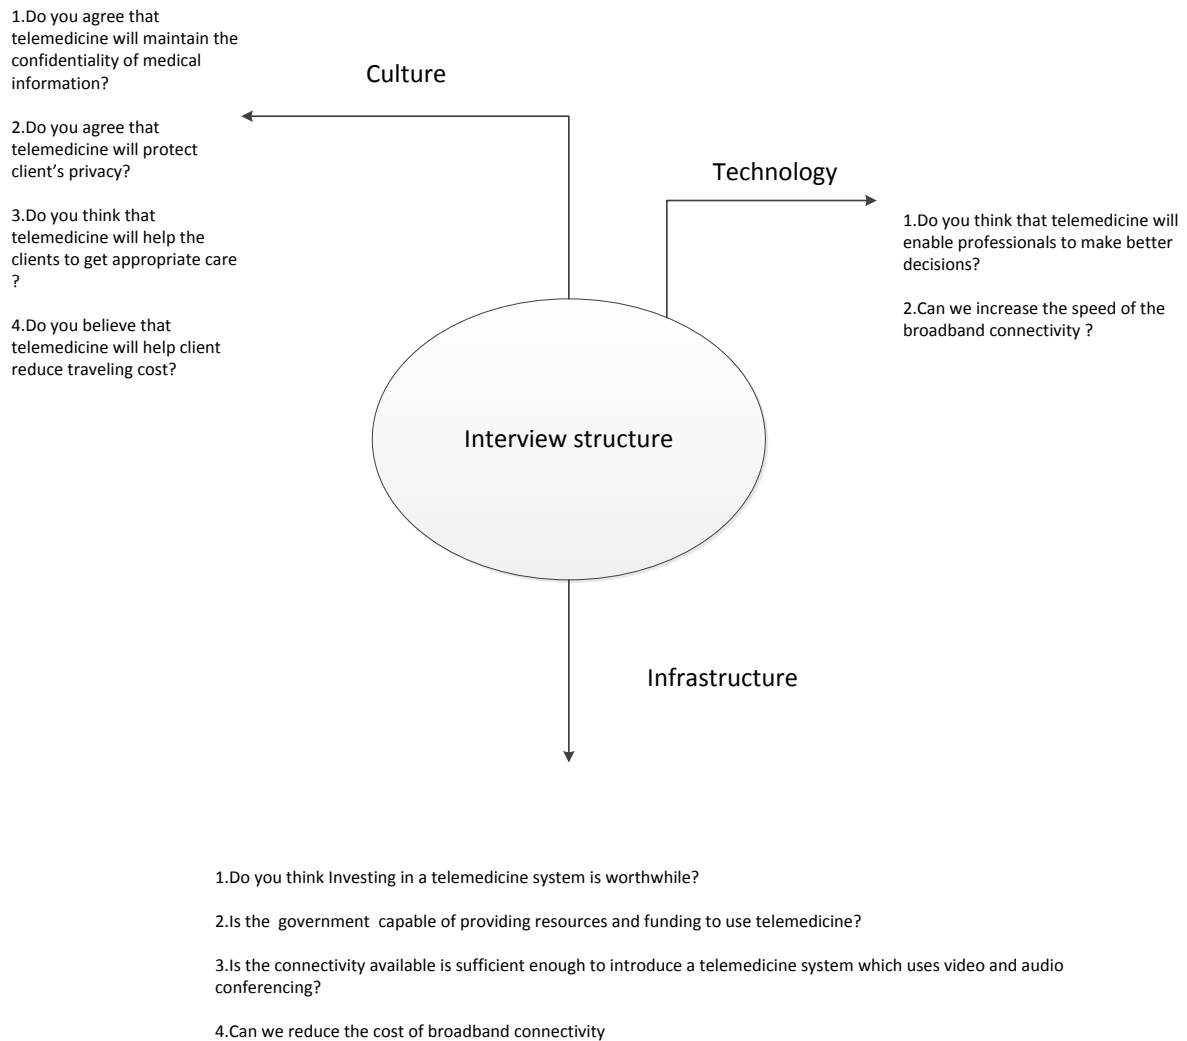 1.Do you agree that
telemedicine will maintain the
confidentiality of medical
information?
2.Do you agree that
telemedicine will protect
client’s privacy?
3.Do you think that
telemedicine will help the
clients to get appropriate care
?
4.Do you believe that
telemedicine will help client
reduce traveling cost?
Culture
Technology
1.Do you think that telemedicine will
enable professionals to make better
decisions?
2.Can we increase the speed of the
broadband connectivity ?
Interview structure
Infrastructure
1.Do you think Investing in a telemedicine system is worthwhile?
2.Is the  government  capable of providing resources and funding to use telemedicine?
3.Is the connectivity available is sufficient enough to introduce a telemedicine system which uses video and audio
conferencing?
4.Can we reduce the cost of broadband connectivity